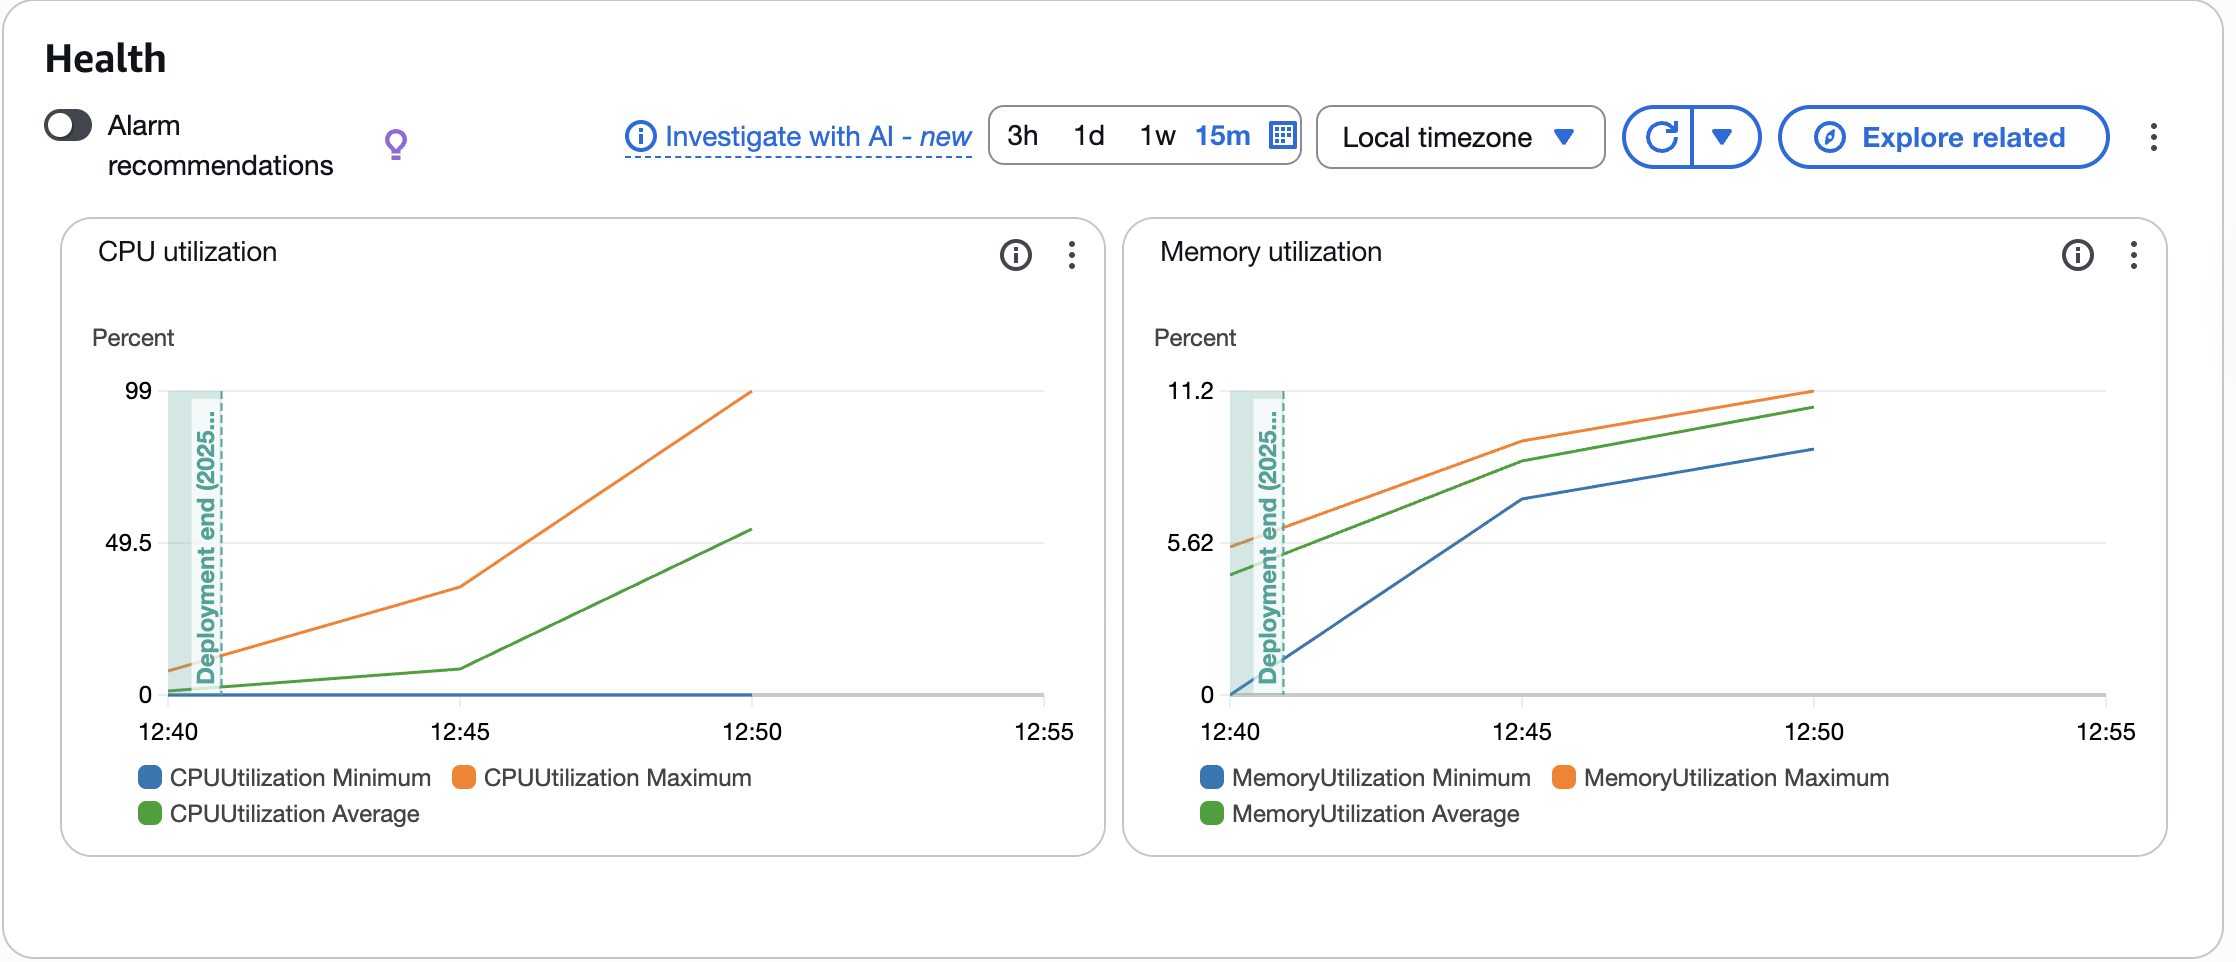 Health
Alarm
recommendations
Investigate with AI - new
3h 1d 1w 15m
Local timezone
Explore related
CPU utilization
Percent
99
49.5
0
Deployment end (2025...
12:40 12:45 12:50 12:55
CPUUtilization Minimum CPUUtilization Maximum
CPUUtilization Average
Memory utilization
Percent
11.2
5.62
0
Deployment end (2025...
12:40 12:45 12:50 12:55
MemoryUtilization Minimum MemoryUtilization Maximum
MemoryUtilization Average